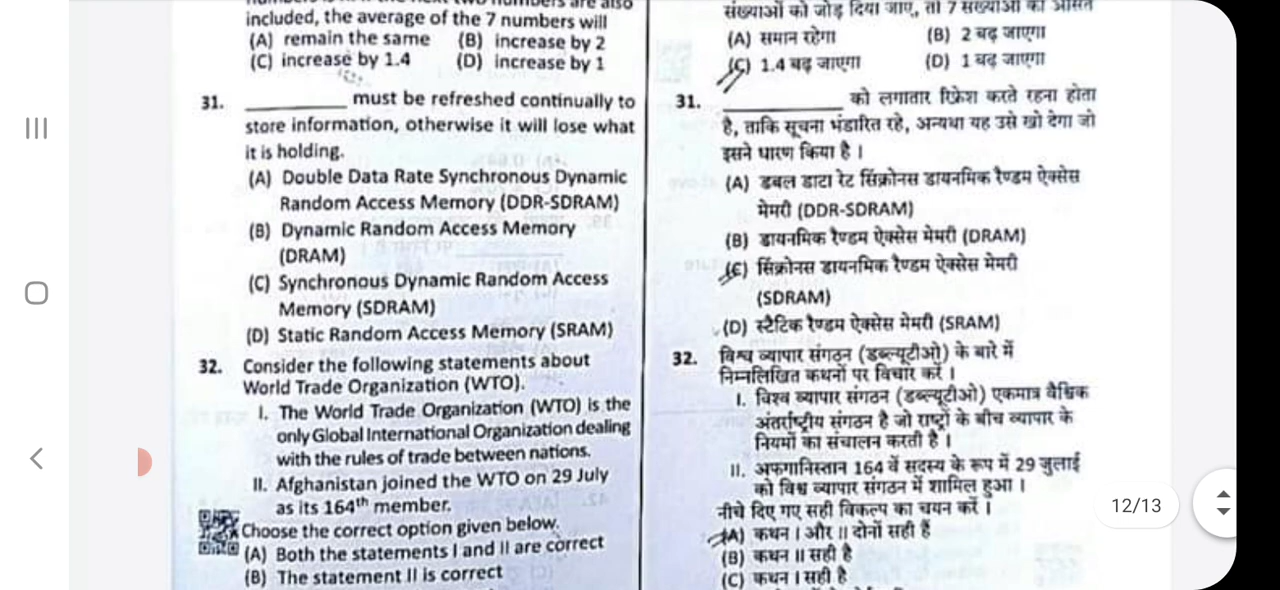 included, the average of the 7 numbers will
(A) remain the same (B) increase by 2
(C) increase by 1.4 (D) increase by 1
31. __________ must be refreshed continually to
store information, otherwise it will lose what
it is holding.
(A) Double Data Rate Synchronous Dynamic
Random Access Memory (DDR-SDRAM)
(B) Dynamic Random Access Memory
(DRAM)
(C) Synchronous Dynamic Random Access
Memory (SDRAM)
(D) Static Random Access Memory (SRAM)
32. Consider the following statements about
World Trade Organization (WTO).
I. The World Trade Organization (WTO) is the
only Global International Organization dealing
with the rules of trade between nations.
II. Afghanistan joined the WTO on 29 July
as its 164th member.
Choose the correct option given below.
(A) Both the statements I and II are correct
(B) The statement II is correct
संख्याओं को जोड़ दिया जाए, तो 7 संख्याओं का औसत
(A) समान रहेगा (B) 2 बढ़ जाएगा
(C) 1.4 बढ़ जाएगा (D) 1 बढ़ जाएगा
31. __________ को लगातार रिफ्रेश करते रहना होता
है, ताकि सूचना भंडारित रहे, अन्यथा यह उसे खो देगा जो
इसने धारण किया है ।
(A) डबल डाटा रेट सिंक्रोनस डायनमिक रैण्डम ऐक्सेस
मेमरी (DDR-SDRAM)
(B) डायनमिक रैण्डम ऐक्सेस मेमरी (DRAM)
(C) सिंक्रोनस डायनमिक रैण्डम ऐक्सेस मेमरी
(SDRAM)
(D) स्टैटिक रैण्डम ऐक्सेस मेमरी (SRAM)
32. विश्व व्यापार संगठन (डब्ल्यूटीओ) के बारे में
निम्नलिखित कथनों पर विचार करें ।
I. विश्व व्यापार संगठन (डब्ल्यूटीओ) एकमात्र वैश्विक
अंतर्राष्ट्रीय संगठन है जो राष्ट्रों के बीच व्यापार के
नियमों का संचालन करती है ।
II. अफगानिस्तान 164 वें सदस्य के रूप में 29 जुलाई
को विश्व व्यापार संगठन में शामिल हुआ ।
नीचे दिए गए सही विकल्प का चयन करें ।
(A) कथन I और II दोनों सही हैं
(B) कथन II सही है
(C) कथन I सही है
12/13